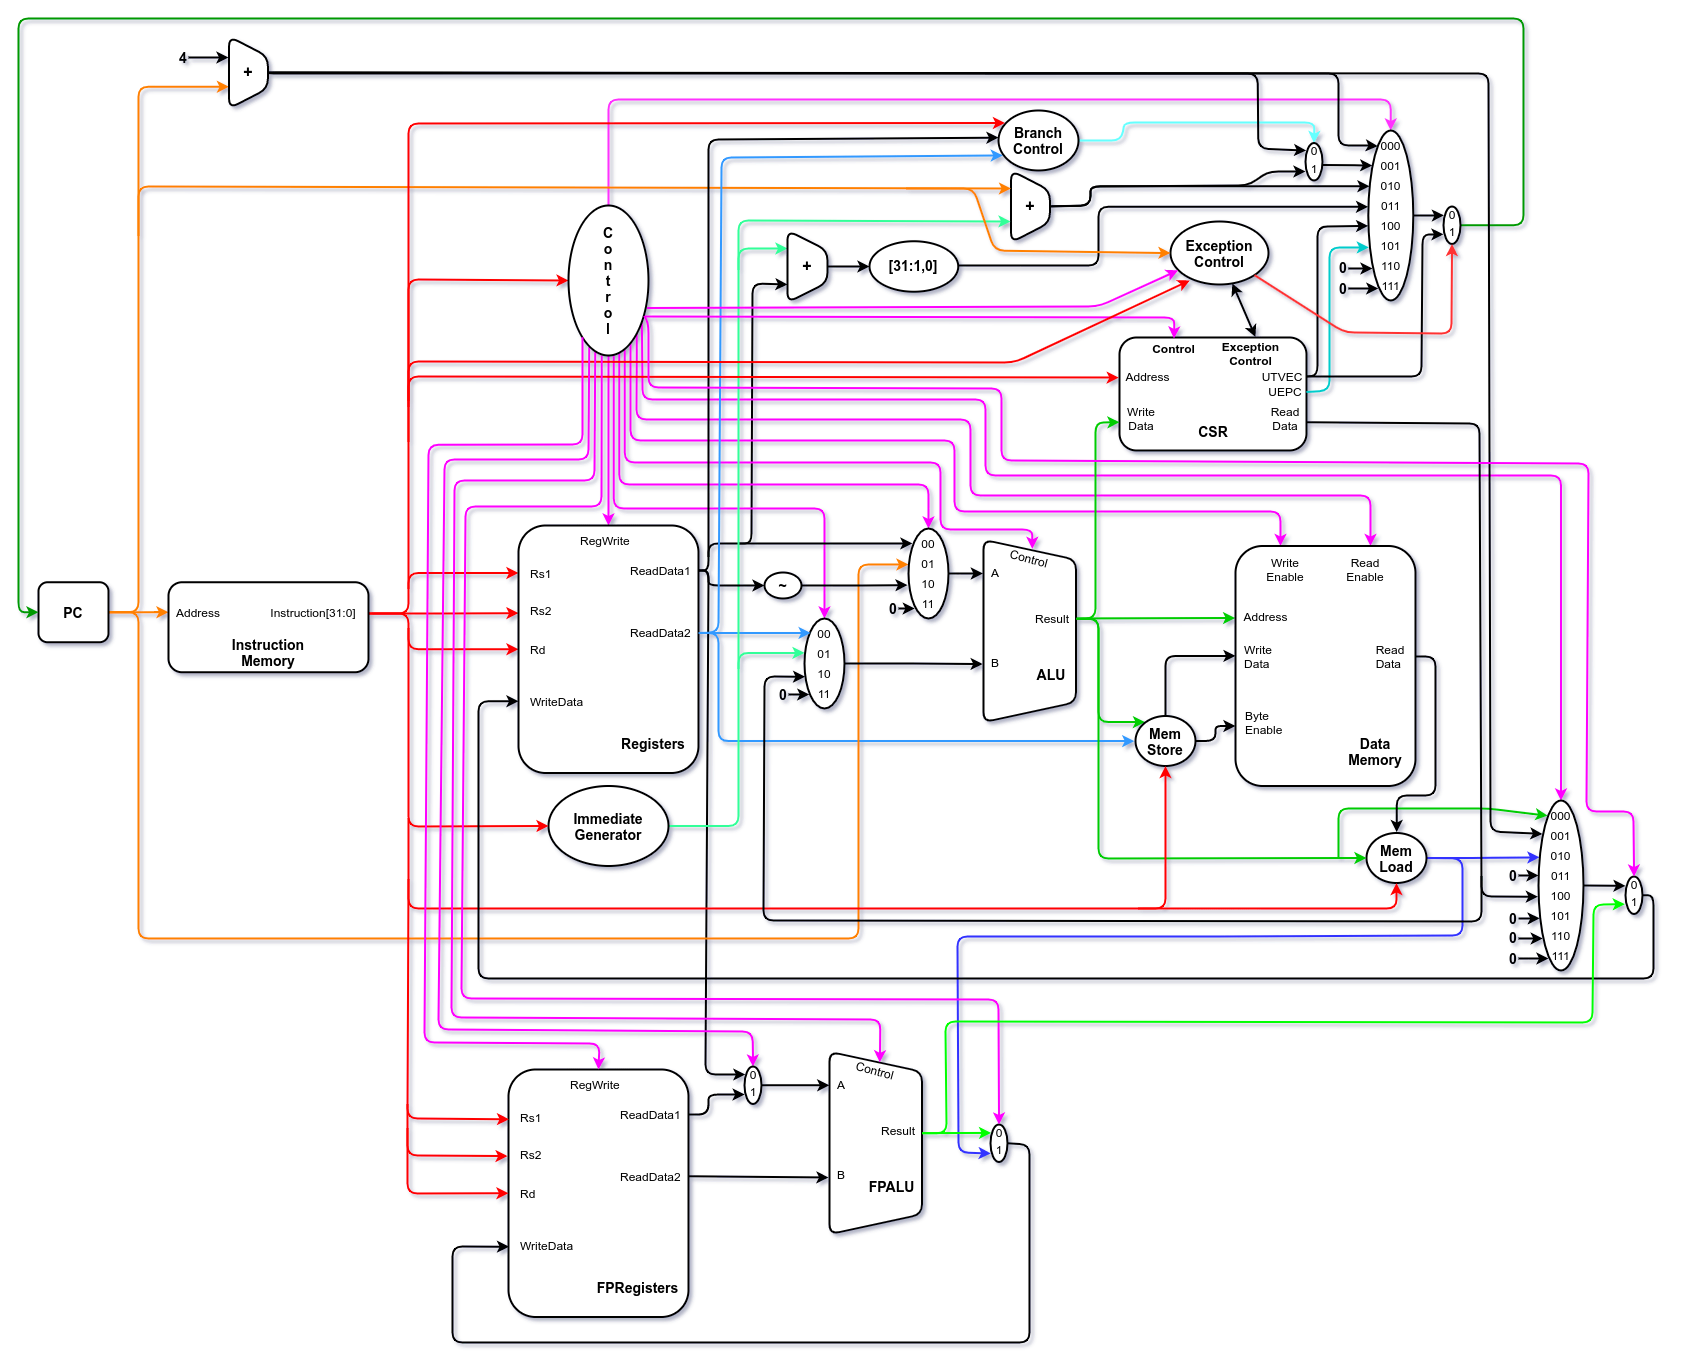 4
+
Branch
Control
0
1
000
001
010
011
100
101
110
111
0
0
0
1
+
C
o
n
t
r
o
l
+
[31:1,0]
Exception
Control
Control
Exception
Control
Address
UTVEC
UEPC
Write
Data
Read
Data
CSR
PC
Address
Instruction[31:0]
Instruction
Memory
RegWrite
Rs1
ReadData1
Rs2
ReadData2
Rd
WriteData
Registers
~
00
01
10
11
0
00
01
10
11
0
Control
A
Result
B
ALU
Write
Enable
Read
Enable
Address
Write
Data
Read
Data
Byte
Enable
Data
Memory
Mem
Store
Immediate
Generator
Mem
Load
000
001
010
0
011
100
0
101
0
110
0
111
0
1
RegWrite
Rs1
ReadData1
Rs2
ReadData2
Rd
WriteData
FPRegisters
0
1
Control
A
Result
B
FPALU
0
1